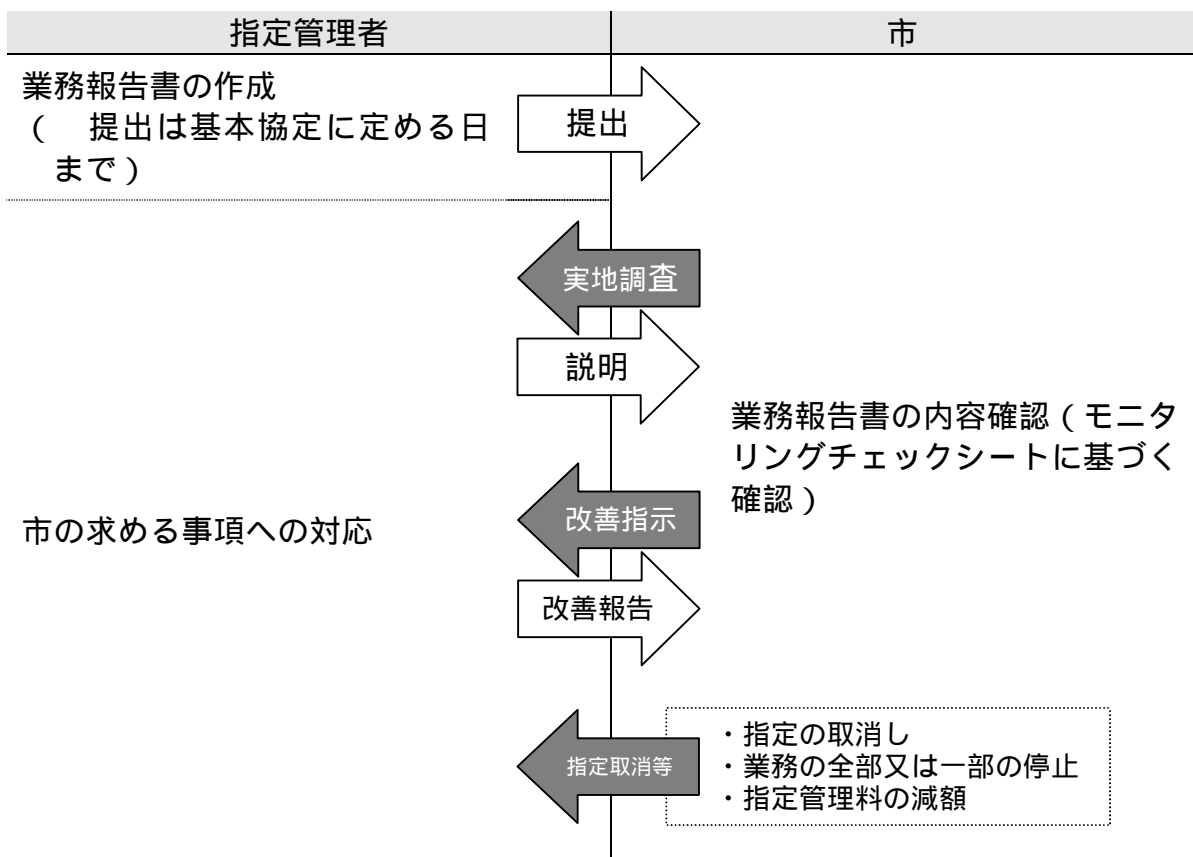 指定管理者
市
業務報告書の作成
(　提出は基本協定に定める日
まで)
提出
実地調査
説明
業務報告書の内容確認(モニタ
リングチェックシートに基づく
確認)
改善指示
市の求める事項への対応
改善報告
指定取消等
・指定の取消し
・業務の全部又は一部の停止
・指定管理料の減額